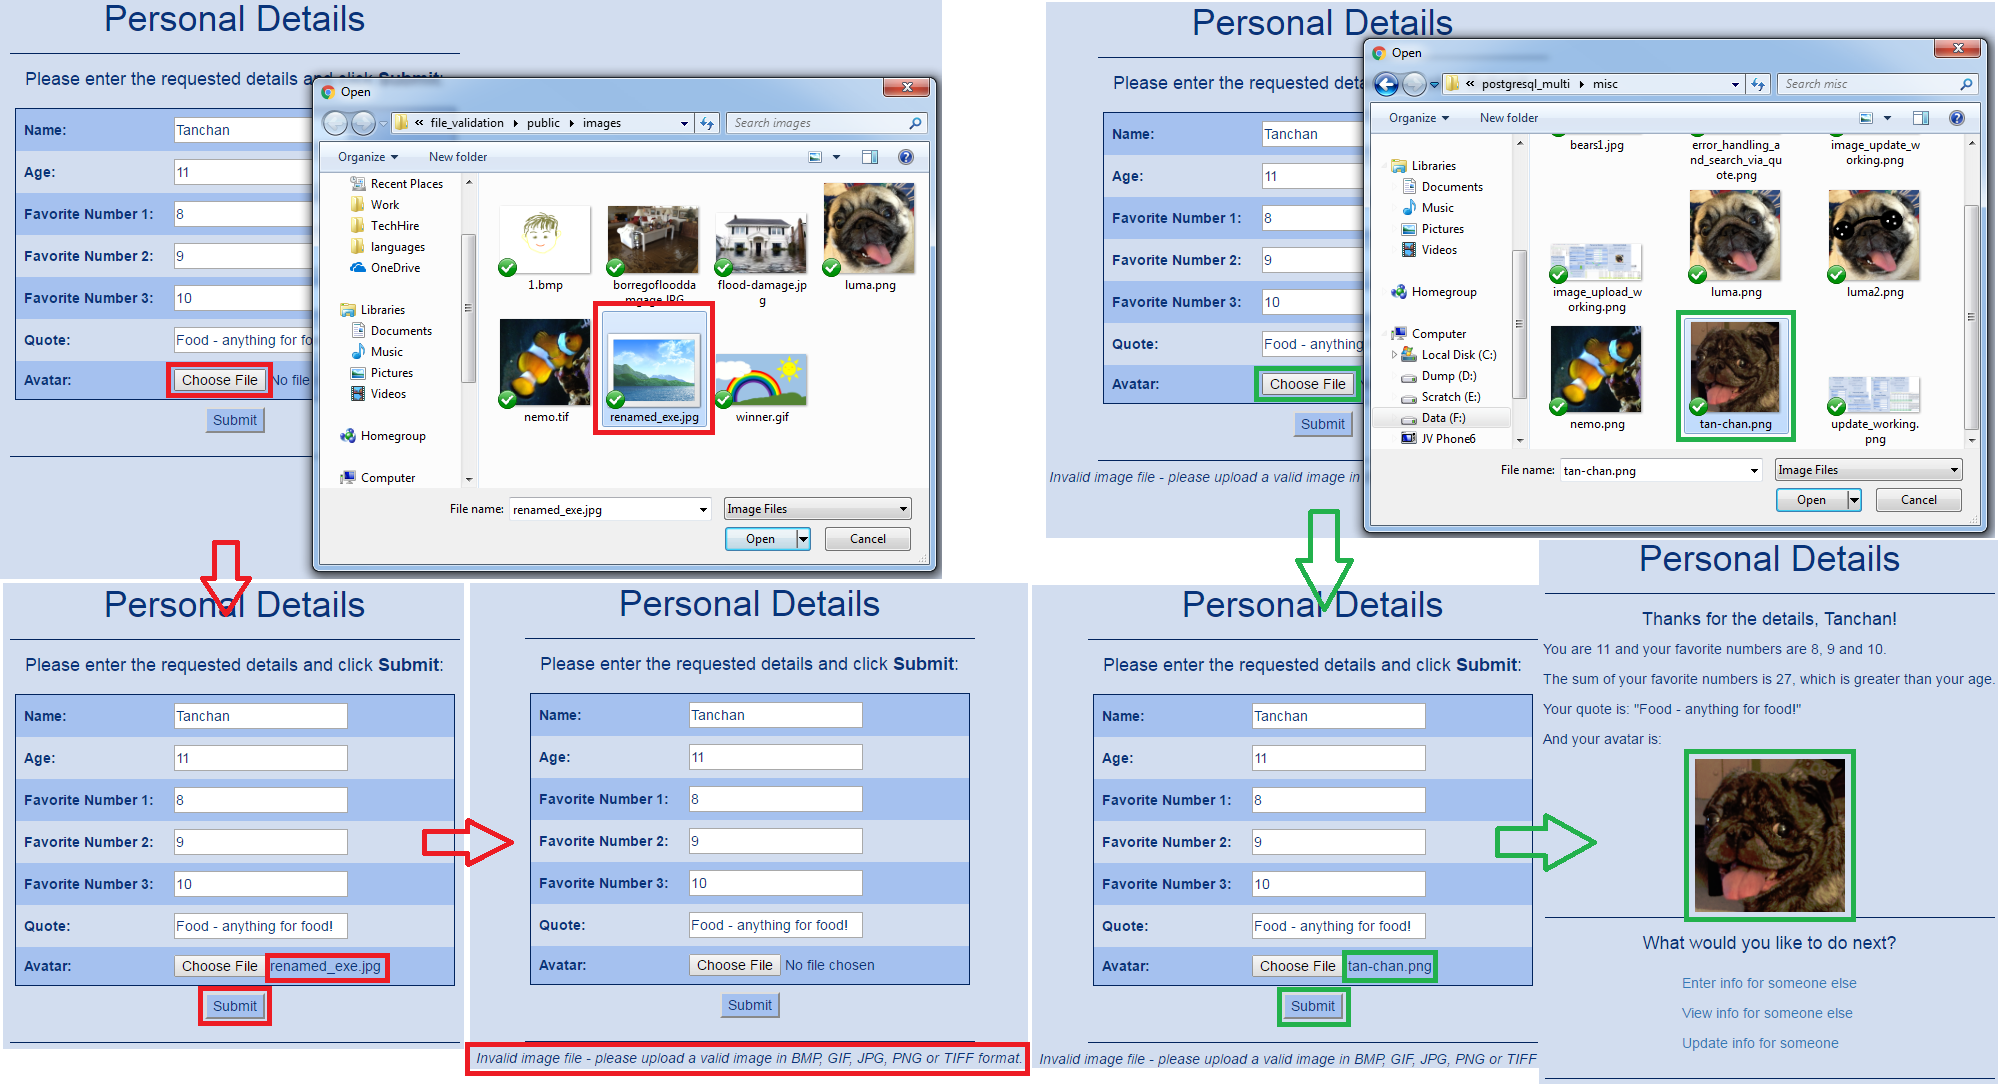 Personal Details
Please enter the requested details and click Submit:
Name:
Tanchan
Age:
11
Favorite Number 1:
8
Favorite Number 2:
9
Favorite Number 3:
10
Quote:
Food - anything for fo
Avatar:
Choose File
No file
Submit
Open
« file_validation
public
images
Search images
Organize
New folder
Recent Places
Work
TechHire
languages
OneDrive
Libraries
Documents
Music
Pictures
Videos
Homegroup
Computer
1.bmp
borregofloodda
mgage.JPG
flood-damage.jp
g
luma.png
nemo.tif
renamed_exe.jpg
winner.gif
File name:
renamed_exe.jpg
Image Files
Open
Cancel
Personal Details
Please enter the requested deta
Name:
Tanchan
Age:
11
Favorite Number 1:
8
Favorite Number 2:
9
Favorite Number 3:
10
Quote:
Food - anything
Avatar:
Choose File
Submit
Invalid image file - please upload a valid image in
Open
« postgresql_multi
misc
Search misc
Organize
New folder
Libraries
Documents
Music
Pictures
Videos
Homegroup
Computer
Local Disk (C:)
Dump (D:)
Scratch (E:)
Data (F:)
JV Phone6
bears1.jpg
error_handling_a
nd_search_via_qu
ote.png
image_update_w
orking.png
image_upload_w
orking.png
luma.png
luma2.png
nemo.png
tan-chan.png
update_working.
png
File name:
tan-chan.png
Image Files
Open
Cancel
Personal Details
Please enter the requested details and click Submit:
Name:
Tanchan
Age:
11
Favorite Number 1:
8
Favorite Number 2:
9
Favorite Number 3:
10
Quote:
Food - anything for food!
Avatar:
Choose File
renamed_exe.jpg
Submit
Personal Details
Please enter the requested details and click Submit:
Name:
Tanchan
Age:
11
Favorite Number 1:
8
Favorite Number 2:
9
Favorite Number 3:
10
Quote:
Food - anything for food!
Avatar:
Choose File
No file chosen
Submit
Invalid image file - please upload a valid image in BMP, GIF, JPG, PNG or TIFF format.
Personal Details
Please enter the requested details and click Submit:
Name:
Tanchan
Age:
11
Favorite Number 1:
8
Favorite Number 2:
9
Favorite Number 3:
10
Quote:
Food - anything for food!
Avatar:
Choose File
tan-chan.png
Submit
Invalid image file - please upload a valid image in BMP, GIF, JPG, PNG or TIFF
Personal Details
Thanks for the details, Tanchan!
You are 11 and your favorite numbers are 8, 9 and 10.
The sum of your favorite numbers is 27, which is greater than your age.
Your quote is: "Food - anything for food!"
And your avatar is:
What would you like to do next?
Enter info for someone else
View info for someone else
Update info for someone